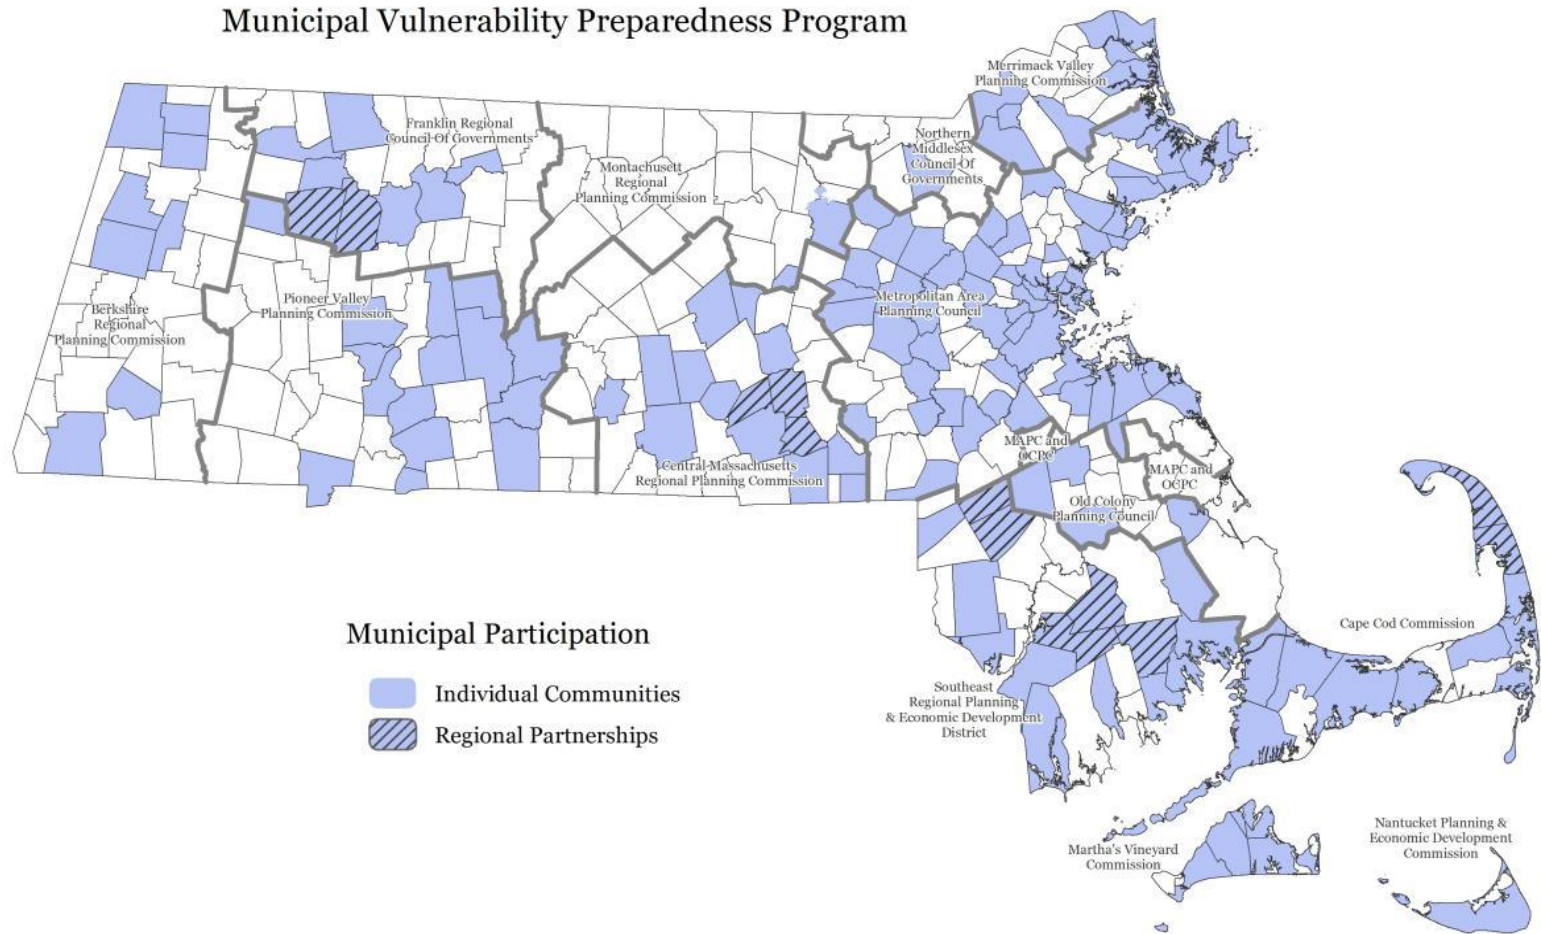 Municipal Vulnerability Preparedness Program
Merrimack Valley
Planning Commission
Franklin Regional
Council Of Governments
Northern
Middlesex
Council Of
Governments
Montachusett
Regional
Planning Commission
Berkshire
Regional
Planning Commission
Pioneer Valley
Planning Commission
Metropolitan Area
Planning Council
Central Massachusetts
Regional Planning Commission
MAPC and
OCPC
MAPC and
OCPC
Old Colony
Planning Council
Cape Cod Commission
Southeast
Regional Planning
& Economic Development
District
Martha's Vineyard
Commission
Nantucket Planning &
Economic Development
Commission
Municipal Participation
Individual Communities
Regional Partnerships